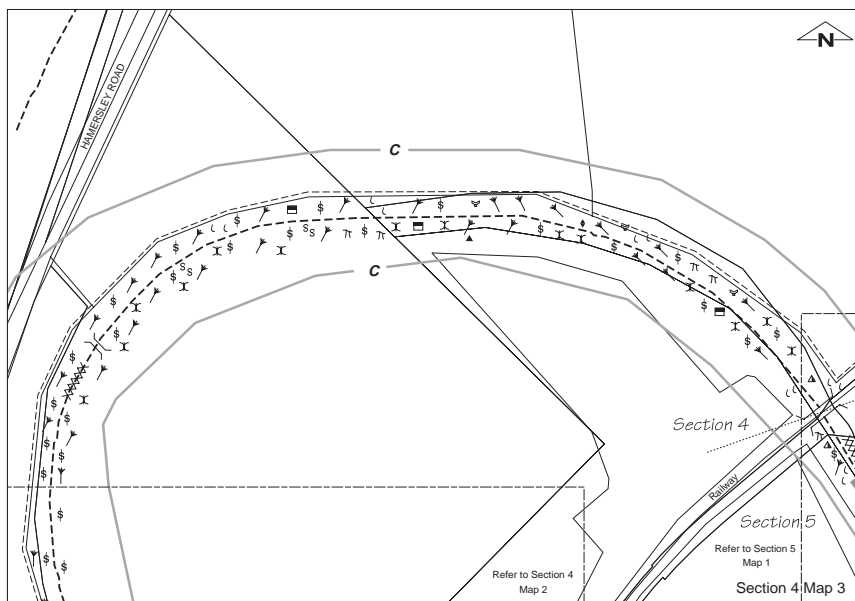 N
HAMERSLEY ROAD
C
C
Section 4
Railway
Section 5
Refer to Section 5
Map 1
Refer to Section 4
Map 2
Section 4 Map 3